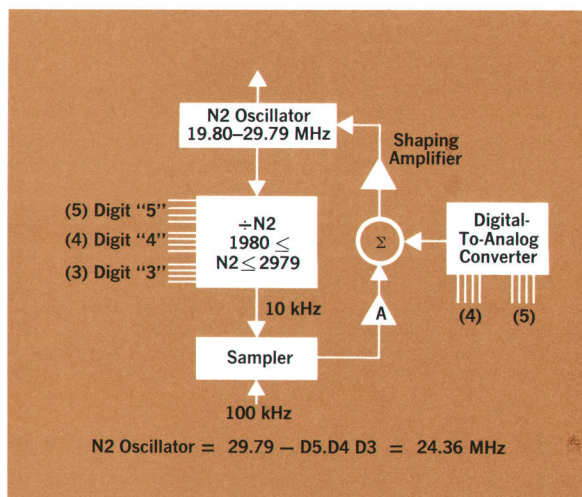 N2 Oscillator
19.80–29.79 MHz
Shaping
Amplifier
(5) Digit "5"
(4) Digit "4"
(3) Digit "3"
÷N2
1980 ≤
N2 ≤ 2979
Σ
Digital-
To-Analog
Converter
(4)
(5)
10 kHz
A
Sampler
100 kHz
N2 Oscillator = 29.79 – D5.D4 D3 = 24.36 MHz